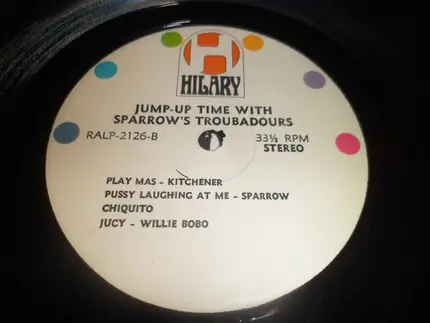 HILARY
JUMP-UP TIME WITH
SPARROW'S TROUBADOURS
RALP-2126-B 33⅓ RPM
STEREO
PLAY MAS - KITCHENER
PUSSY LAUGHING AT ME - SPARROW
CHIQUITO
JUCY - WILLIE BOBO